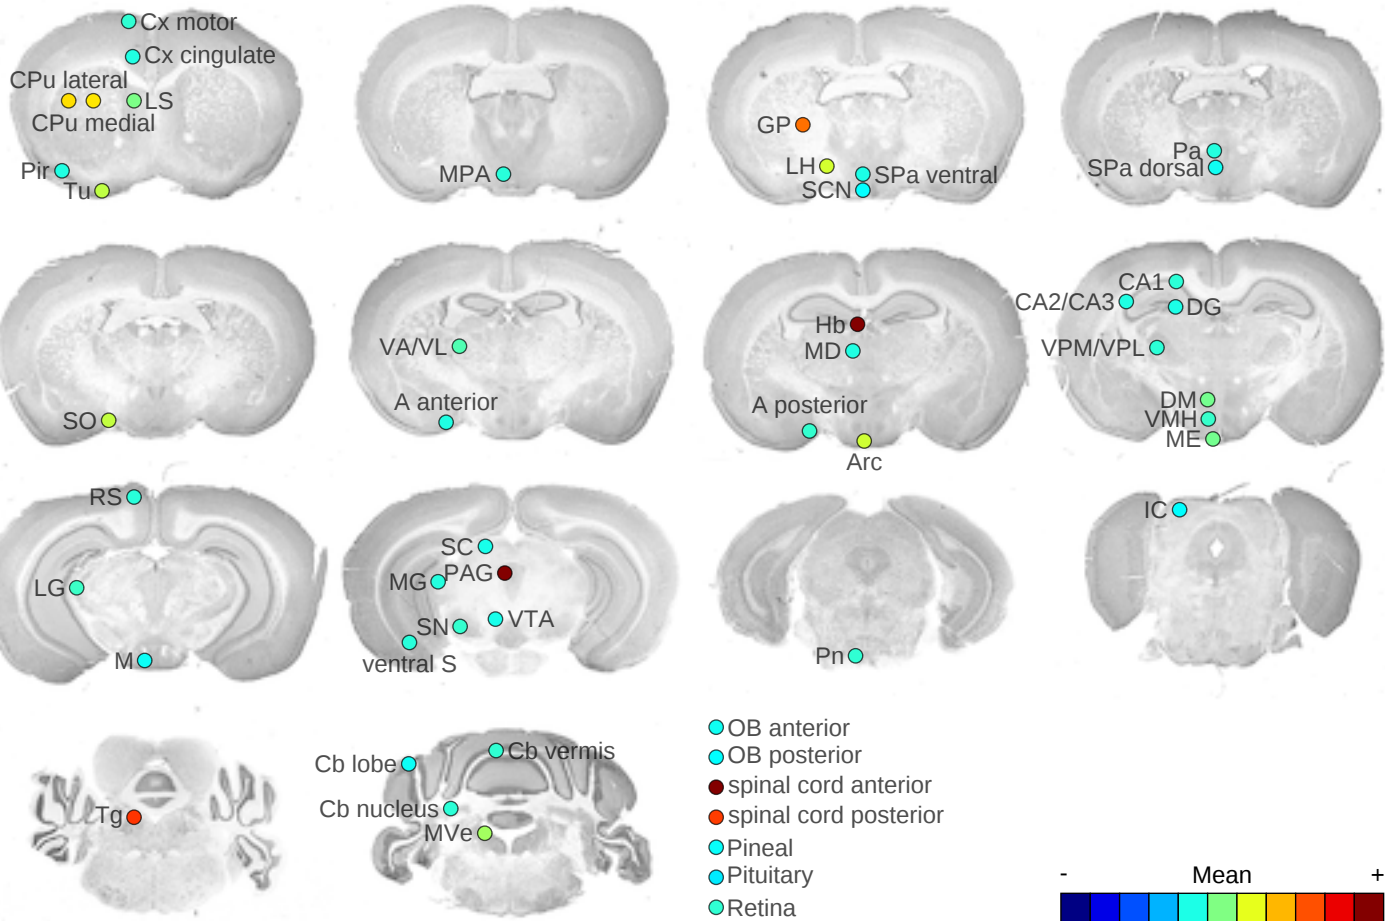 Cx motor
Cx cingulate
CPu lateral
LS
CPu medial
Pir
Tu
MPA
GP
LH
SPa ventral
SCN
Pa
SPa dorsal
SO
VA/VL
A anterior
Hb
MD
A posterior
Arc
CA1
CA2/CA3
DG
VPM/VPL
DM
VMH
ME
RS
LG
M
SC
PAG
MG
VTA
SN
ventral S
Pn
IC
Tg
Cb vermis
Cb lobe
Cb nucleus
MVe
OB anterior
OB posterior
spinal cord anterior
spinal cord posterior
Pineal
Pituitary
Retina
- Mean +